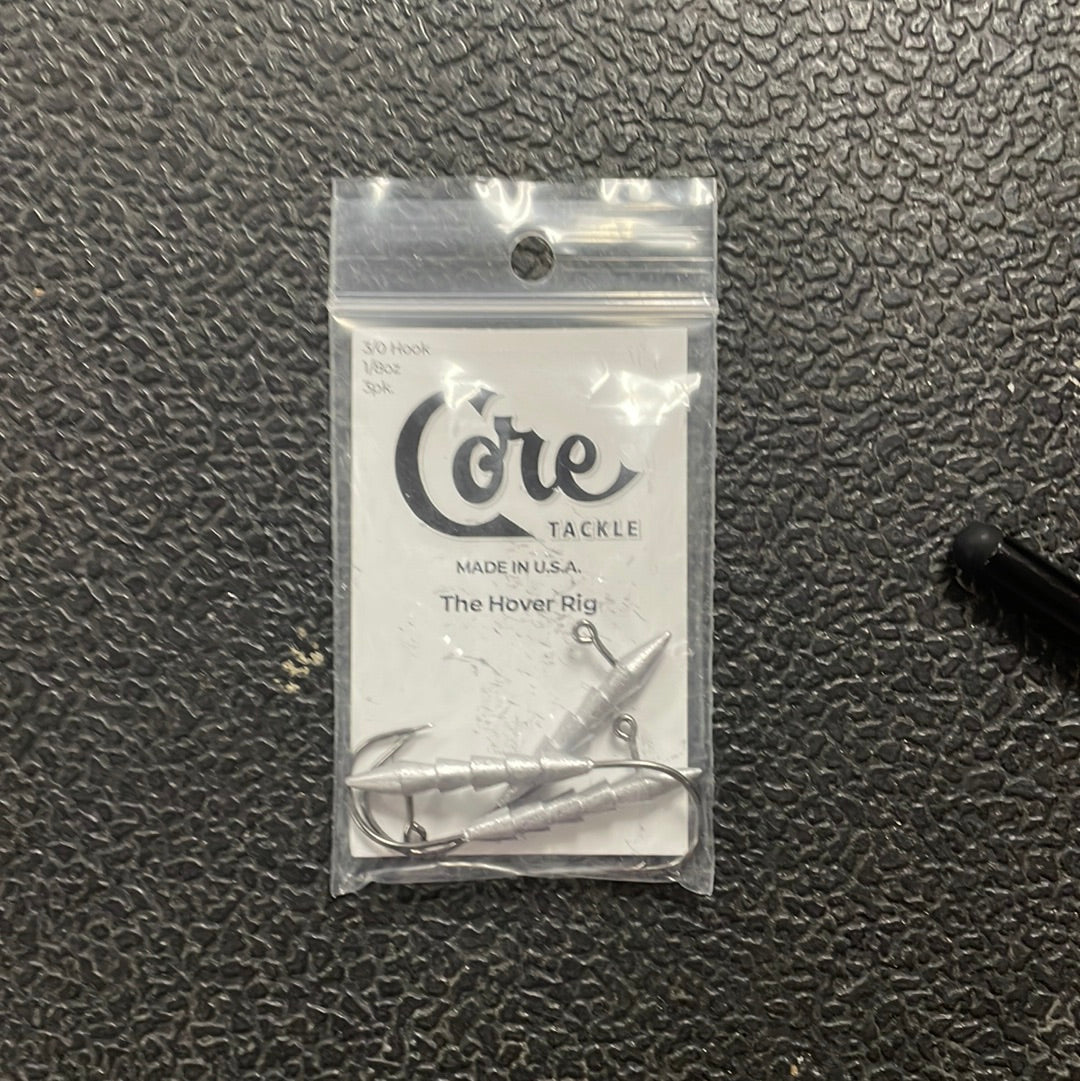 3/0 Hook
1/8oz
3pk.
Core
TACKLE
MADE IN U.S.A.
The Hover Rig